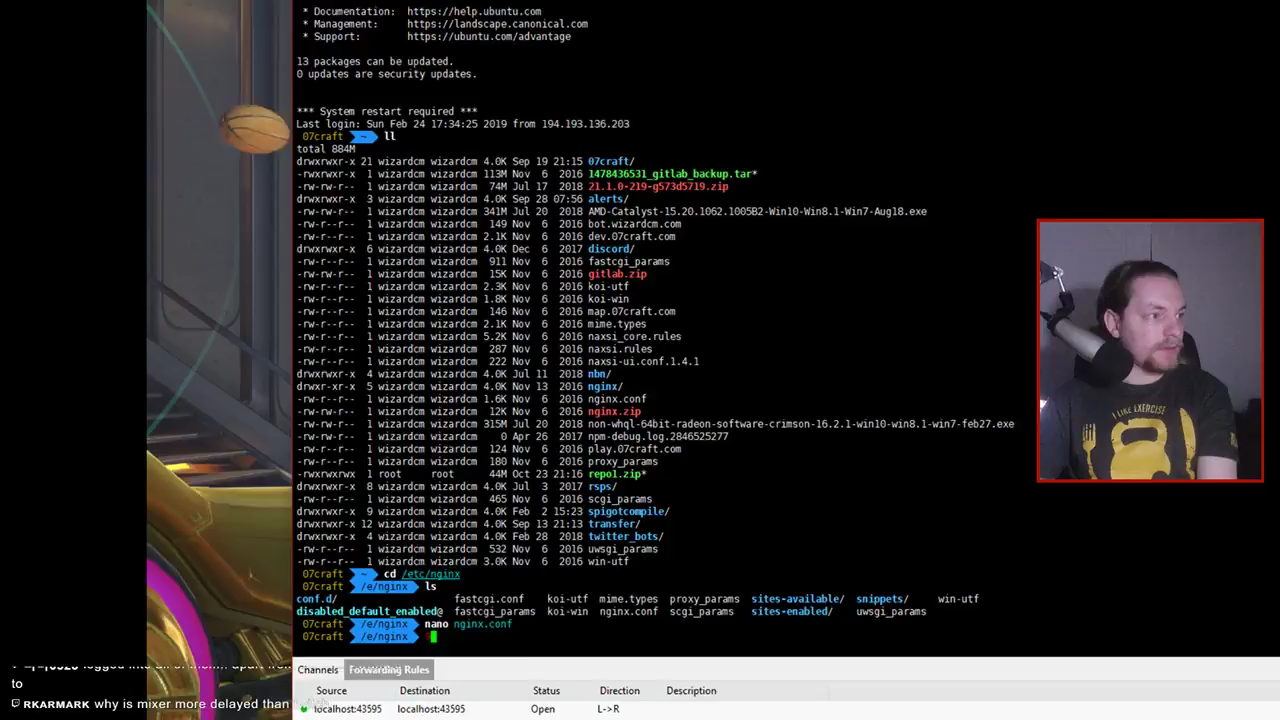 * Documentation:  https://help.ubuntu.com
* Management:     https://landscape.canonical.com
* Support:        https://ubuntu.com/advantage
13 packages can be updated.
0 updates are security updates.
*** System restart required ***
Last login: Sun Feb 24 17:34:25 2019 from 194.193.136.203
07craft ~ ll
total 884M
drwxrwxr-x 21 wizardcm wizardcm 4.0K Sep 19 21:15 07craft/
-rwxrwxr-x 1 wizardcm wizardcm 113M Nov 6 2016 1478436531_gitlab_backup.tar*
-rw-rw-r-- 1 wizardcm wizardcm 74M Jul 17 2018 21.1.0-219-g573d5719.zip
drwxrwxr-x 3 wizardcm wizardcm 4.0K Sep 28 07:56 alerts/
-rw-rw-r-- 1 wizardcm wizardcm 341M Jul 20 2018 AMD-Catalyst-15.20.1062.1005B2-Win10-Win8.1-Win7-Aug18.exe
-rw-r--r-- 1 wizardcm wizardcm 149 Nov 6 2016 bot.wizardcm.com
-rw-r--r-- 1 wizardcm wizardcm 2.1K Nov 6 2016 dev.07craft.com
drwxrwxr-x 6 wizardcm wizardcm 4.0K Dec 6 2017 discord/
-rw-r--r-- 1 wizardcm wizardcm 911 Nov 6 2016 fastcgi_params
-rw-rw-r-- 1 wizardcm wizardcm 15K Nov 6 2016 gitlab.zip
-rw-r--r-- 1 wizardcm wizardcm 2.3K Nov 6 2016 koi-utf
-rw-r--r-- 1 wizardcm wizardcm 1.8K Nov 6 2016 koi-win
-rw-r--r-- 1 wizardcm wizardcm 146 Nov 6 2016 map.07craft.com
-rw-r--r-- 1 wizardcm wizardcm 2.1K Nov 6 2016 mime.types
-rw-r--r-- 1 wizardcm wizardcm 5.2K Nov 6 2016 naxsi_core.rules
-rw-r--r-- 1 wizardcm wizardcm 287 Nov 6 2016 naxsi.rules
-rw-r--r-- 1 wizardcm wizardcm 222 Nov 6 2016 naxsi-ui.conf.1.4.1
drwxrwxr-x 4 wizardcm wizardcm 4.0K Jul 11 2018 nbn/
drwxr-xr-x 5 wizardcm wizardcm 4.0K Nov 13 2016 nginx/
-rw-r--r-- 1 wizardcm wizardcm 1.6K Nov 6 2016 nginx.conf
-rw-rw-r-- 1 wizardcm wizardcm 12K Nov 6 2016 nginx.zip
-rw-rw-r-- 1 wizardcm wizardcm 315M Jul 20 2018 non-whql-64bit-radeon-software-crimson-16.2.1-win10-win8.1-win7-feb27.exe
-rw-rw-r-- 1 wizardcm wizardcm 0 Apr 26 2017 npm-debug.log.2846525277
-rw-r--r-- 1 wizardcm wizardcm 124 Nov 6 2016 play.07craft.com
-rw-r--r-- 1 wizardcm wizardcm 180 Nov 6 2016 proxy_params
-rwxrwxrwx 1 root root 44M Oct 23 21:16 repo1.zip*
drwxrwxr-x 8 wizardcm wizardcm 4.0K Jul 3 2017 rsps/
-rw-r--r-- 1 wizardcm wizardcm 465 Nov 6 2016 scgi_params
drwxrwxr-x 9 wizardcm wizardcm 4.0K Feb 2 15:23 spigotcompile/
drwxrwxr-x 12 wizardcm wizardcm 4.0K Sep 13 21:13 transfer/
drwxrwxr-x 4 wizardcm wizardcm 4.0K Feb 28 2018 twitter_bots/
-rw-r--r-- 1 wizardcm wizardcm 532 Nov 6 2016 uwsgi_params
-rw-r--r-- 1 wizardcm wizardcm 3.0K Nov 6 2016 win-utf
07craft ~ cd /etc/nginx
07craft /e/nginx ls
conf.d/ fastcgi.conf koi-utf mime.types proxy_params sites-available/ snippets/ win-utf
disabled_default_enabled@ fastcgi_params koi-win nginx.conf scgi_params sites-enabled/ uwsgi_params
07craft /e/nginx nano nginx.conf
07craft /e/nginx
I LIKE EXERCISE
logged into all of them, apart from
to
RKARMARK why is mixer more delayed than
Channels Forwarding Rules
Source Destination Status Direction Description
localhost:43595 localhost:43595 Open L->R